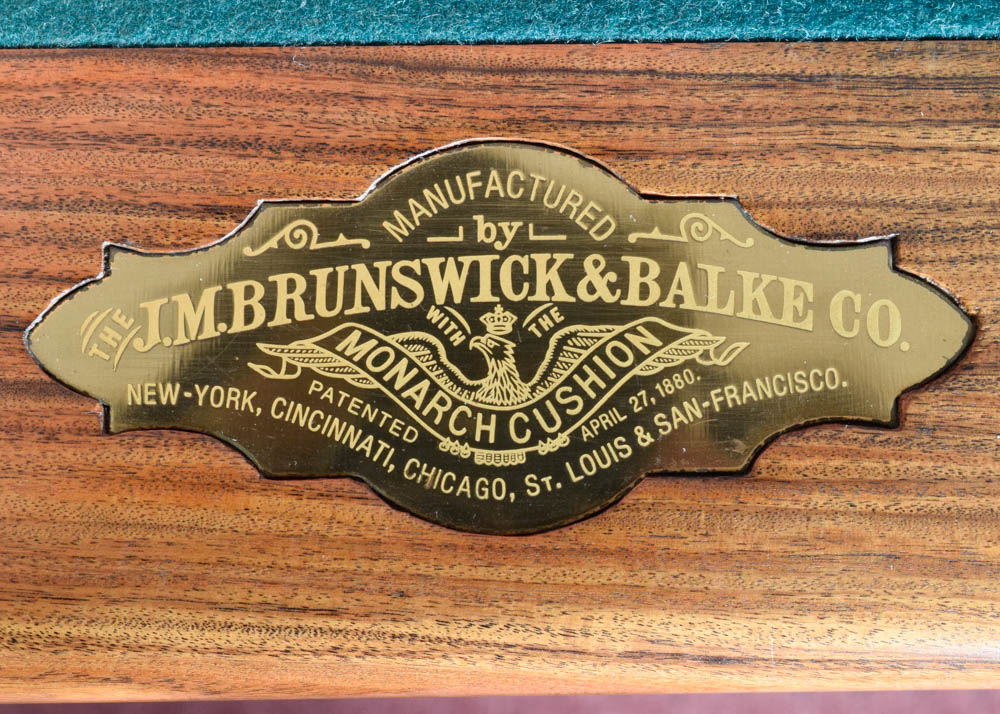 MANUFACTURED
by
THE J.M. BRUNSWICK & BALKE CO.
WITH THE
MONARCH CUSHION
PATENTED APRIL 27, 1880.
NEW-YORK, CINCINNATI, CHICAGO, ST. LOUIS & SAN-FRANCISCO.